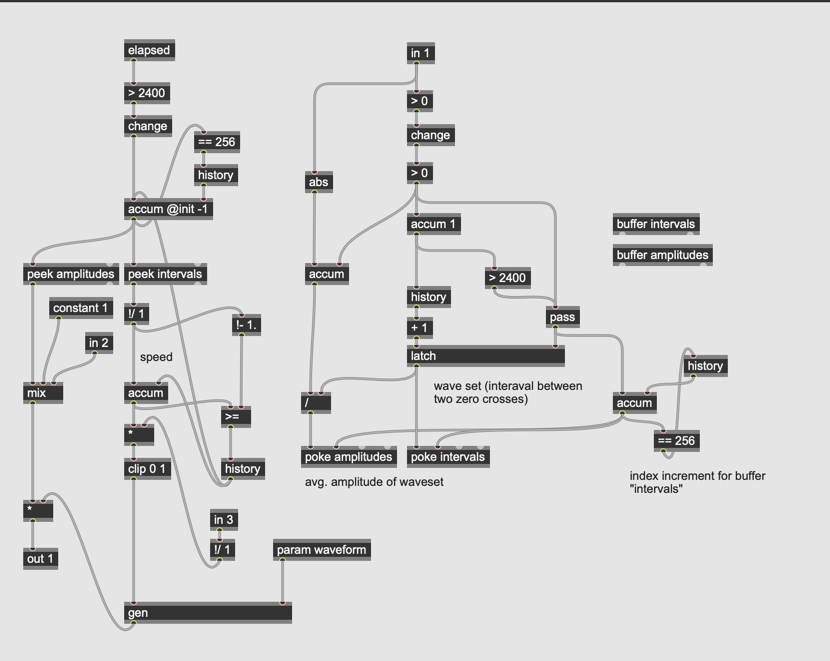 elapsed
in 1
> 2400
> 0
change
change
== 256
history
> 0
abs
accum @init -1
accum 1
buffer intervals
buffer amplitudes
peek amplitudes
peek intervals
accum
> 2400
constant 1
!/ 1
!- 1.
history
pass
in 2
+ 1
speed
latch
history
mix
accum
wave set (interaval between
two zero crosses)
/
accum
>=
*
== 256
clip 0 1
history
poke amplitudes
poke intervals
avg. amplitude of waveset
index increment for buffer
"intervals"
*
in 3
out 1
!/ 1
param waveform
gen